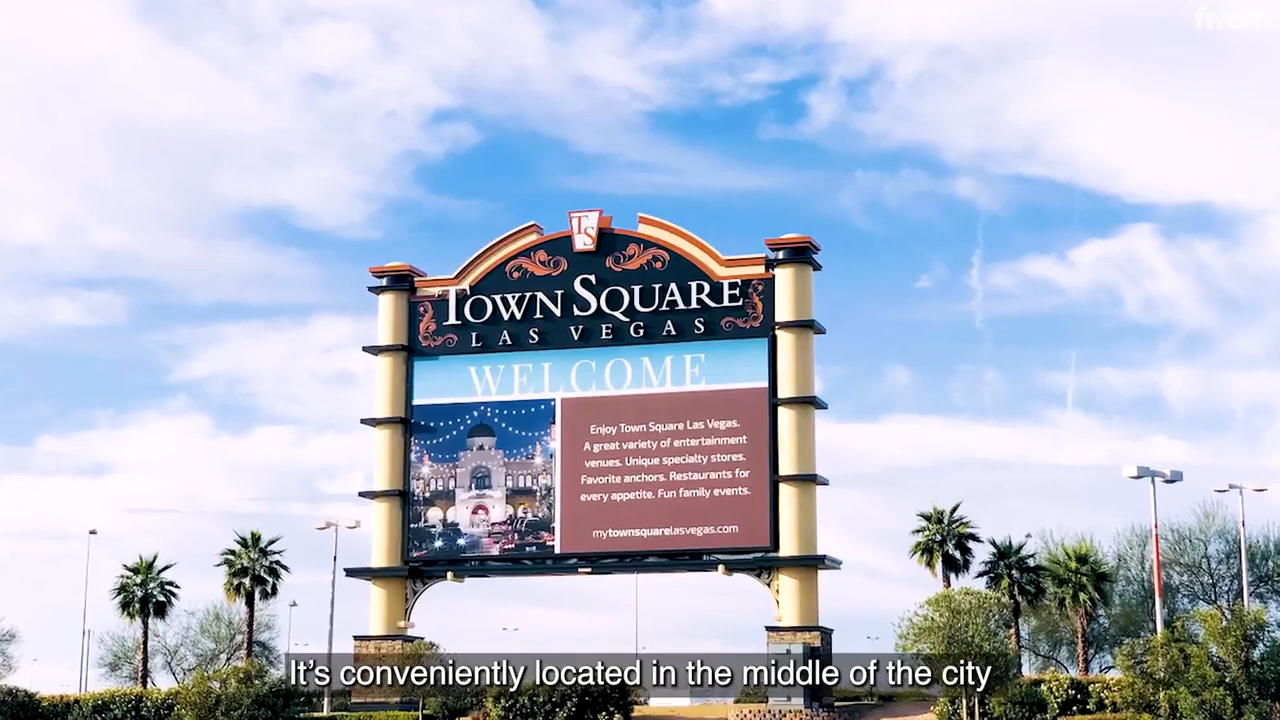 fiverr
TS
TOWN SQUARE
LAS VEGAS
WELCOME
Enjoy Town Square Las Vegas.
A great variety of entertainment
venues. Unique specialty stores.
Favorite anchors. Restaurants for
every appetite. Fun family events.
mytownsquarelasvegas.com
It's conveniently located in the middle of the city